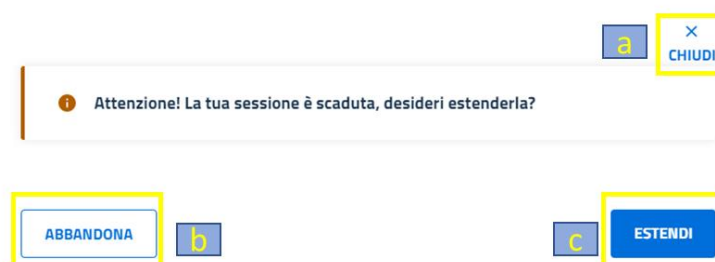 a
CHIUDI
Attenzione! La tua sessione è scaduta, desideri estenderla?
ABBANDONA
b
c
ESTENDI